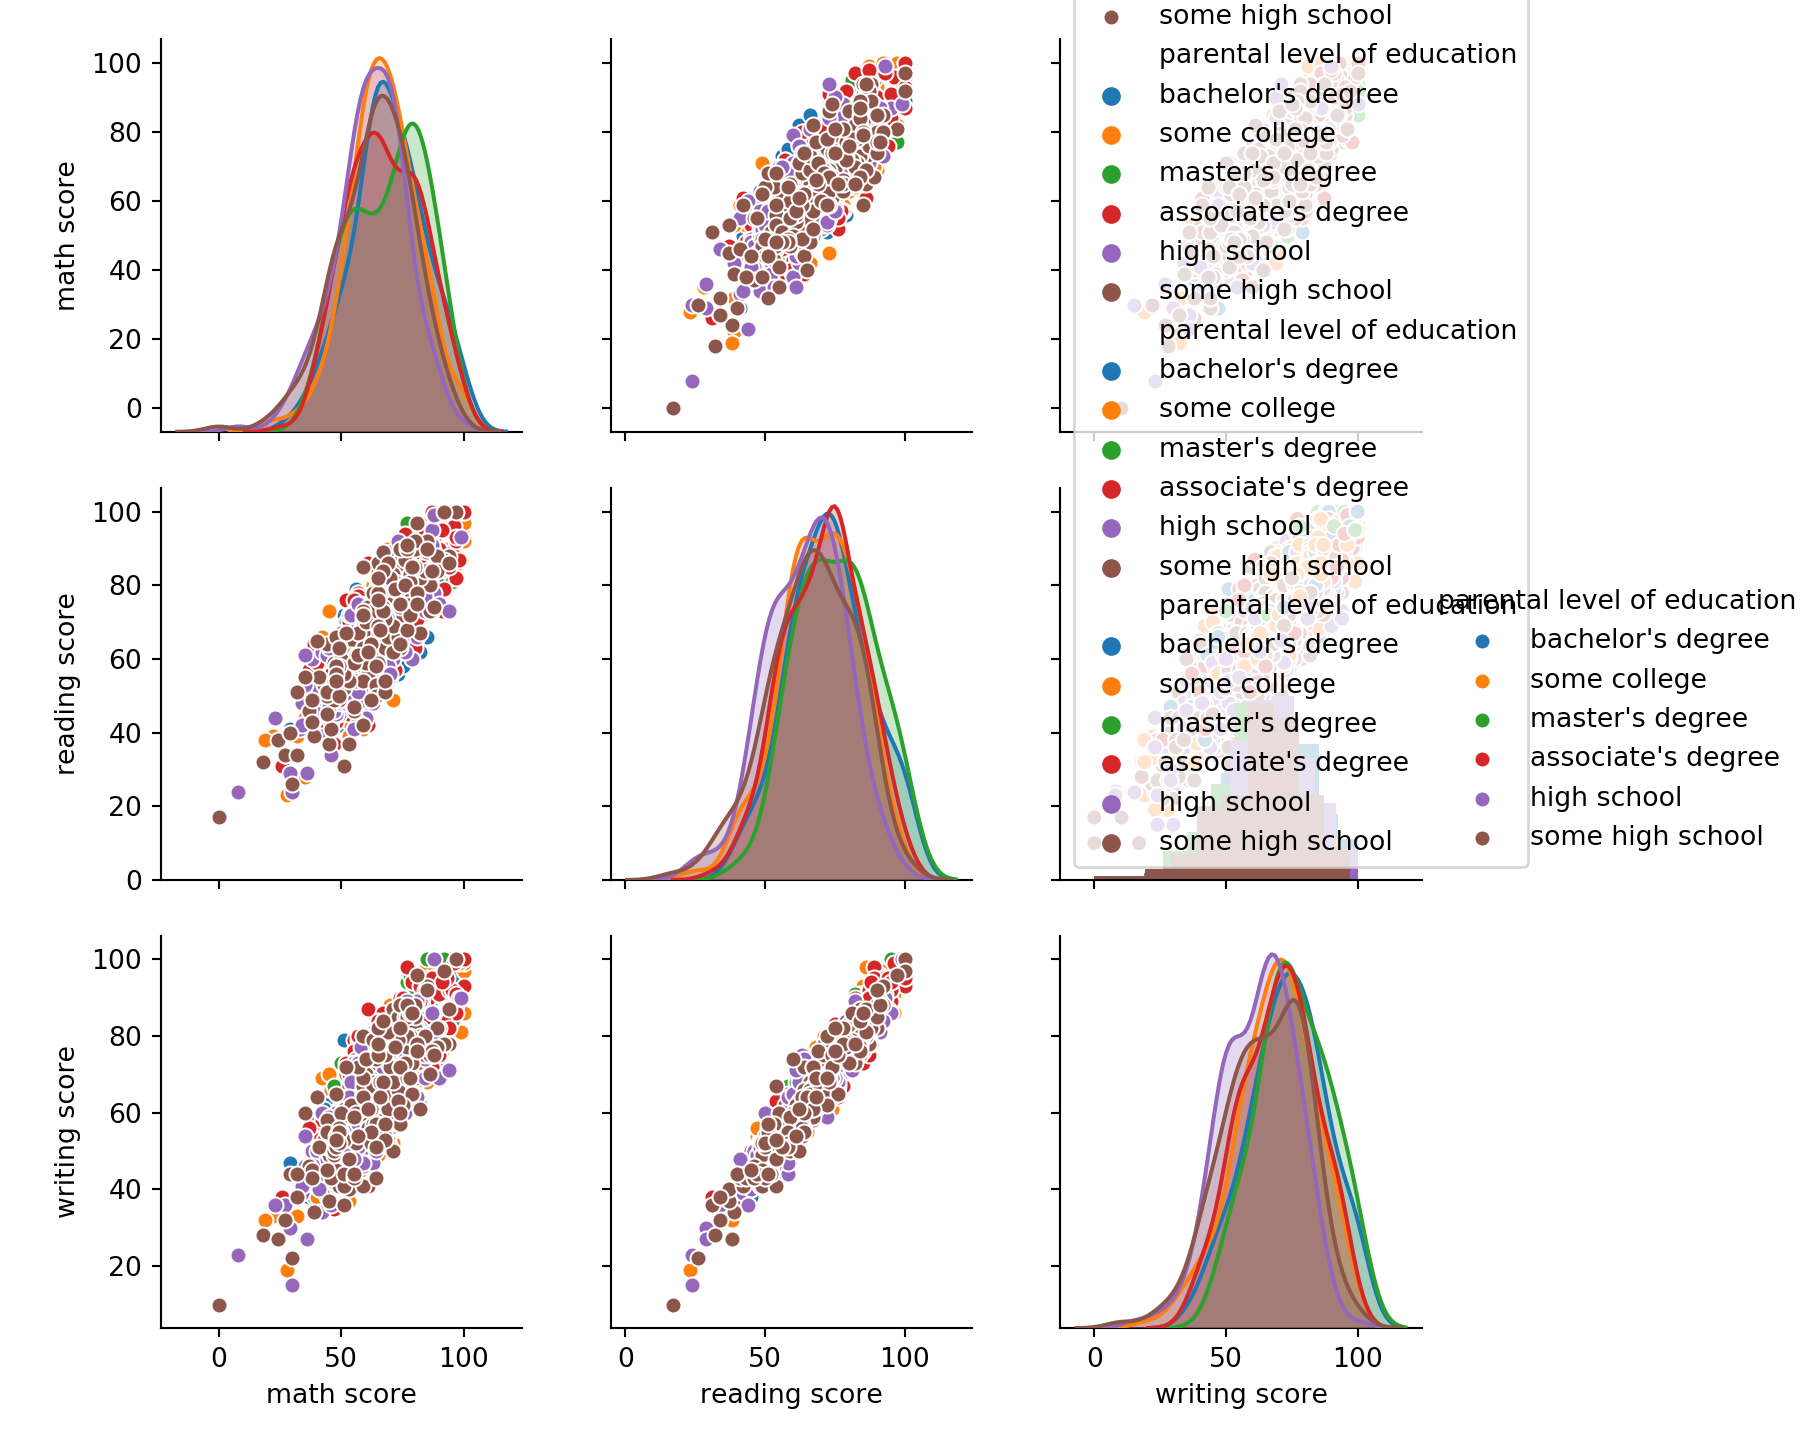 some high school
parental level of education
bachelor's degree
some college
master's degree
associate's degree
high school
some high school
parental level of education
bachelor's degree
some college
master's degree
associate's degree
high school
some high school
parental level of education
bachelor's degree
some college
master's degree
associate's degree
high school
some high school
parental level of education
bachelor's degree
some college
master's degree
associate's degree
high school
some high school
100
80
60
40
20
0
math score
100
80
60
40
20
0
reading score
100
80
60
40
20
writing score
0 50 100
math score
0 50 100
reading score
0 50 100
writing score